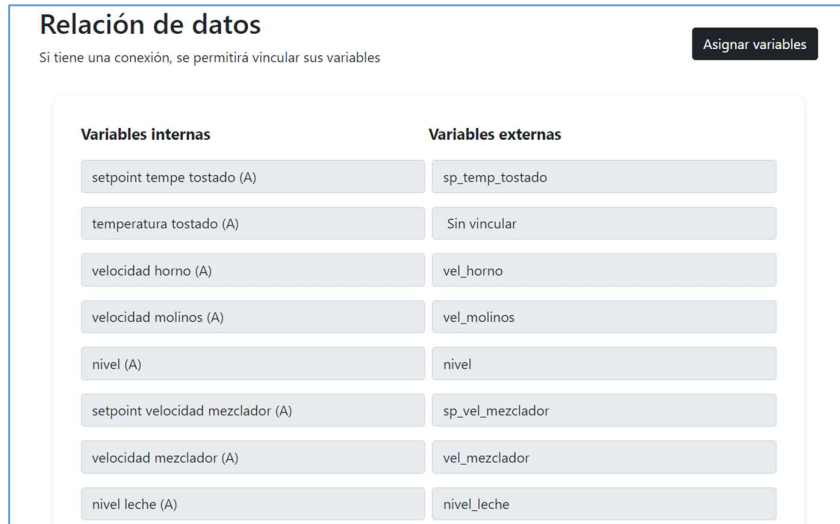 Relación de datos
Si tiene una conexión, se permitirá vincular sus variables
Asignar variables
Variables internas Variables externas
setpoint tempe tostado (A) sp_temp_tostado
temperatura tostado (A) Sin vincular
velocidad horno (A) vel_horno
velocidad molinos (A) vel_molinos
nivel (A) nivel
setpoint velocidad mezclador (A) sp_vel_mezclador
velocidad mezclador (A) vel_mezclador
nivel leche (A) nivel_leche